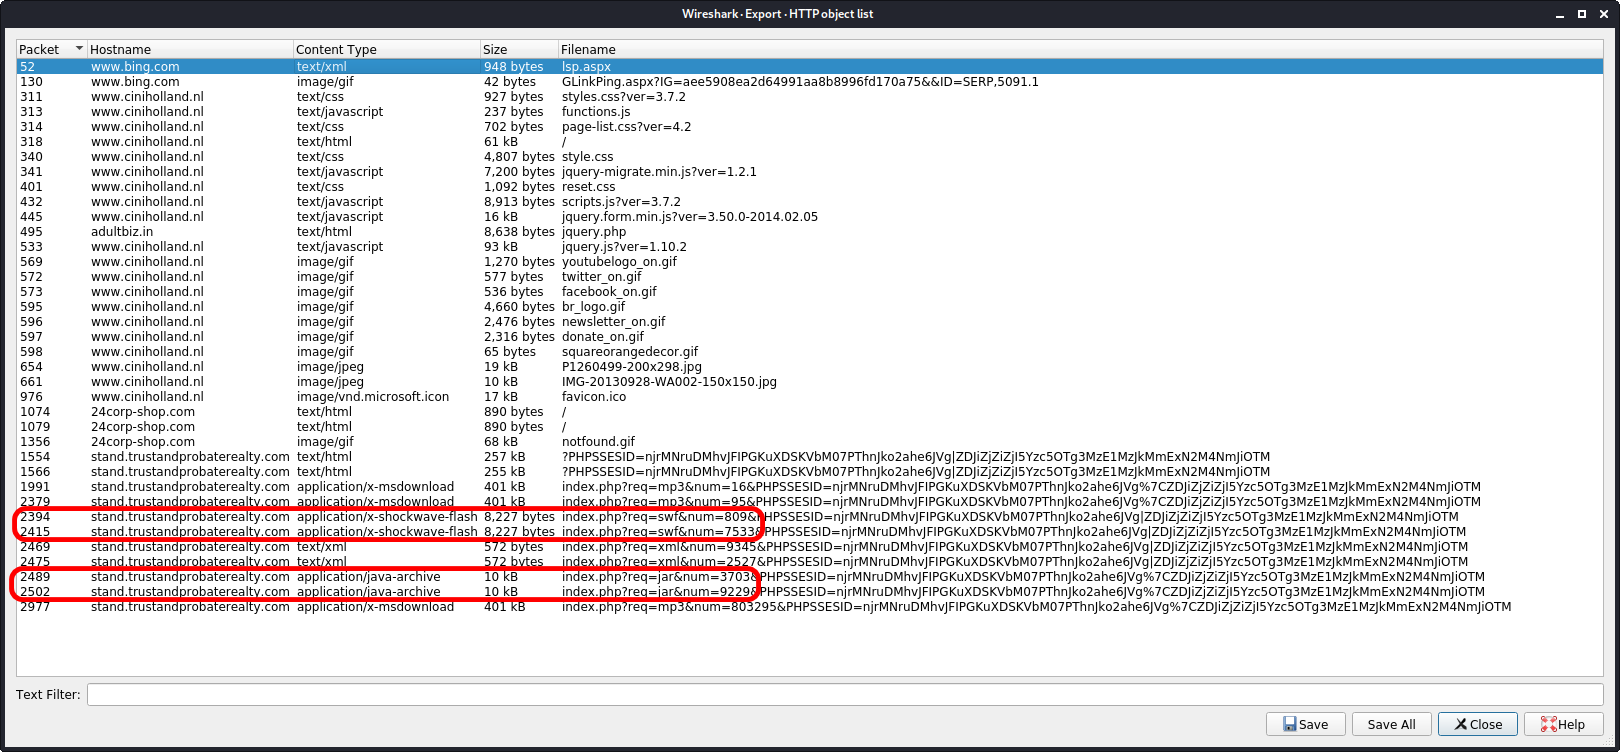 Wireshark · Export · HTTP object list
Packet Hostname Content Type Size Filename
52 www.bing.com text/xml 948 bytes lsp.aspx
130 www.bing.com image/gif 42 bytes GLinkPing.aspx?IG=aee5908ea2d64991aa8b8996fd170a75&&ID=SERP,5091.1
311 www.ciniholland.nl text/css 927 bytes styles.css?ver=3.7.2
313 www.ciniholland.nl text/javascript 237 bytes functions.js
314 www.ciniholland.nl text/css 702 bytes page-list.css?ver=4.2
318 www.ciniholland.nl text/html 61 kB /
340 www.ciniholland.nl text/css 4,807 bytes style.css
341 www.ciniholland.nl text/javascript 7,200 bytes jquery-migrate.min.js?ver=1.2.1
401 www.ciniholland.nl text/css 1,092 bytes reset.css
432 www.ciniholland.nl text/javascript 8,913 bytes scripts.js?ver=3.7.2
445 www.ciniholland.nl text/javascript 16 kB jquery.form.min.js?ver=3.50.0-2014.02.05
495 adultbiz.in text/html 8,638 bytes jquery.php
533 www.ciniholland.nl text/javascript 93 kB jquery.js?ver=1.10.2
569 www.ciniholland.nl image/gif 1,270 bytes youtubelogo_on.gif
572 www.ciniholland.nl image/gif 577 bytes twitter_on.gif
573 www.ciniholland.nl image/gif 536 bytes facebook_on.gif
595 www.ciniholland.nl image/gif 4,660 bytes br_logo.gif
596 www.ciniholland.nl image/gif 2,476 bytes newsletter_on.gif
597 www.ciniholland.nl image/gif 2,316 bytes donate_on.gif
598 www.ciniholland.nl image/gif 65 bytes squareorangedecor.gif
654 www.ciniholland.nl image/jpeg 19 kB P1260499-200x298.jpg
661 www.ciniholland.nl image/jpeg 10 kB IMG-20130928-WA002-150x150.jpg
976 www.ciniholland.nl image/vnd.microsoft.icon 17 kB favicon.ico
1074 24corp-shop.com text/html 890 bytes /
1079 24corp-shop.com text/html 890 bytes /
1356 24corp-shop.com image/gif 68 kB notfound.gif
1554 stand.trustandprobaterealty.com text/html 257 kB ?PHPSSESID=njrMNruDMhvJFIPGKuXDSKVbM07PThnJko2ahe6JVg|ZDJiZjZiZjI5Yzc5OTg3MzE1MzJkMmExN2M4NmJiOTM
1566 stand.trustandprobaterealty.com text/html 255 kB ?PHPSSESID=njrMNruDMhvJFIPGKuXDSKVbM07PThnJko2ahe6JVg|ZDJiZjZiZjI5Yzc5OTg3MzE1MzJkMmExN2M4NmJiOTM
1991 stand.trustandprobaterealty.com application/x-msdownload 401 kB index.php?req=mp3&num=16&PHPSSESID=njrMNruDMhvJFIPGKuXDSKVbM07PThnJko2ahe6JVg%7CZDJiZjZiZjI5Yzc5OTg3MzE1MzJkMmExN2M4NmJiOTM
2379 stand.trustandprobaterealty.com application/x-msdownload 401 kB index.php?req=mp3&num=95&PHPSSESID=njrMNruDMhvJFIPGKuXDSKVbM07PThnJko2ahe6JVg%7CZDJiZjZiZjI5Yzc5OTg3MzE1MzJkMmExN2M4NmJiOTM
2394 stand.trustandprobaterealty.com application/x-shockwave-flash 8,227 bytes index.php?req=swf&num=809&PHPSSESID=njrMNruDMhvJFIPGKuXDSKVbM07PThnJko2ahe6JVg|ZDJiZjZiZjI5Yzc5OTg3MzE1MzJkMmExN2M4NmJiOTM
2415 stand.trustandprobaterealty.com application/x-shockwave-flash 8,227 bytes index.php?req=swf&num=7533&PHPSSESID=njrMNruDMhvJFIPGKuXDSKVbM07PThnJko2ahe6JVg|ZDJiZjZiZjI5Yzc5OTg3MzE1MzJkMmExN2M4NmJiOTM
2469 stand.trustandprobaterealty.com text/xml 572 bytes index.php?req=xml&num=9345&PHPSSESID=njrMNruDMhvJFIPGKuXDSKVbM07PThnJko2ahe6JVg|ZDJiZjZiZjI5Yzc5OTg3MzE1MzJkMmExN2M4NmJiOTM
2475 stand.trustandprobaterealty.com text/xml 572 bytes index.php?req=xml&num=2527&PHPSSESID=njrMNruDMhvJFIPGKuXDSKVbM07PThnJko2ahe6JVg|ZDJiZjZiZjI5Yzc5OTg3MzE1MzJkMmExN2M4NmJiOTM
2489 stand.trustandprobaterealty.com application/java-archive 10 kB index.php?req=jar&num=3703&PHPSSESID=njrMNruDMhvJFIPGKuXDSKVbM07PThnJko2ahe6JVg%7CZDJiZjZiZjI5Yzc5OTg3MzE1MzJkMmExN2M4NmJiOTM
2502 stand.trustandprobaterealty.com application/java-archive 10 kB index.php?req=jar&num=9229&PHPSSESID=njrMNruDMhvJFIPGKuXDSKVbM07PThnJko2ahe6JVg%7CZDJiZjZiZjI5Yzc5OTg3MzE1MzJkMmExN2M4NmJiOTM
2977 stand.trustandprobaterealty.com application/x-msdownload 401 kB index.php?req=mp3&num=803295&PHPSSESID=njrMNruDMhvJFIPGKuXDSKVbM07PThnJko2ahe6JVg%7CZDJiZjZiZjI5Yzc5OTg3MzE1MzJkMmExN2M4NmJiOTM
Text Filter:
Save Save All Close Help